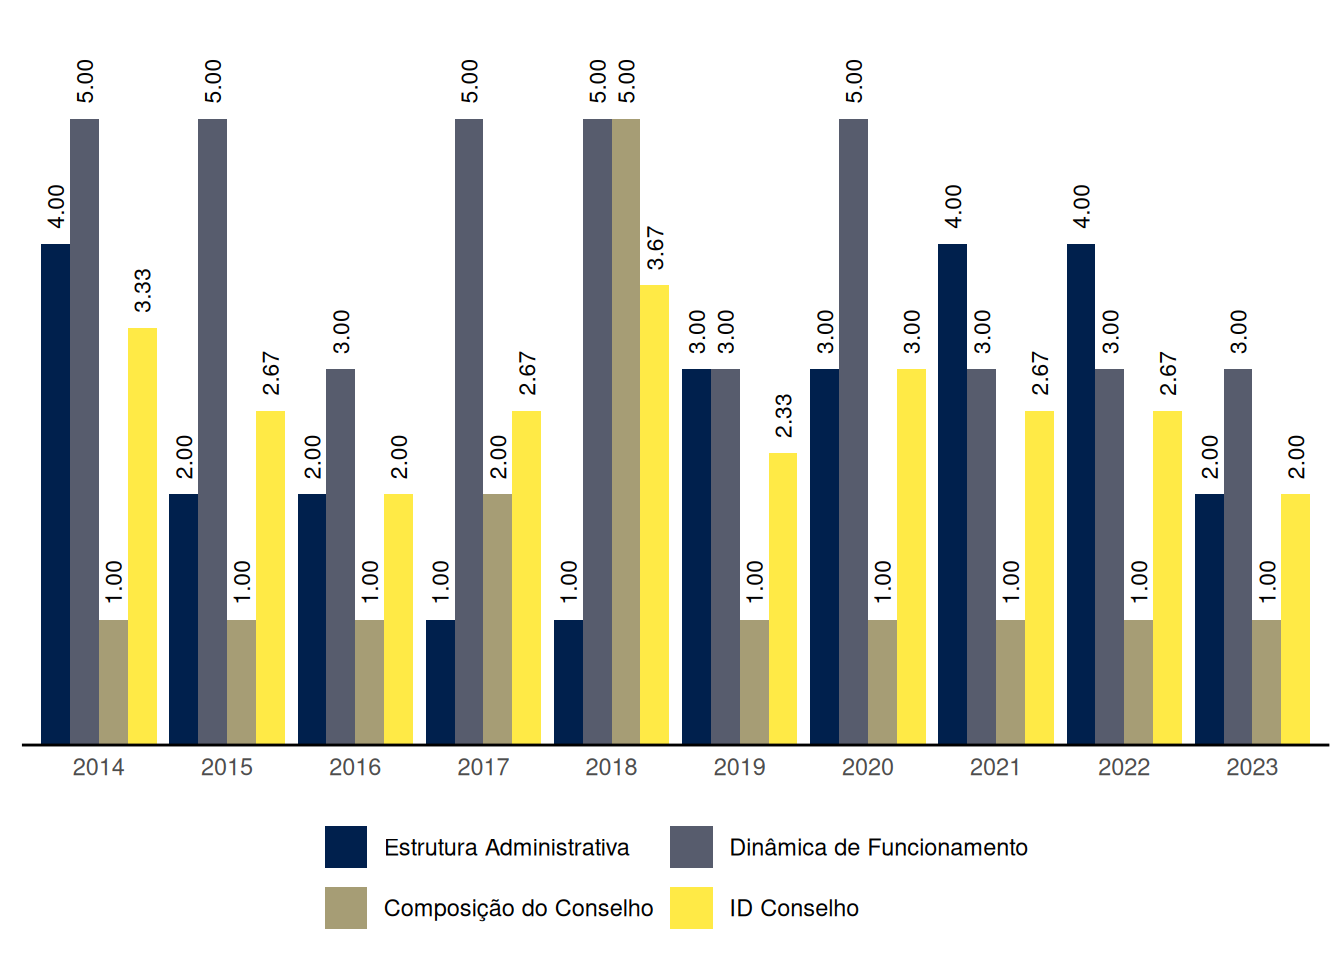 4.00 5.00 1.00 3.33 2.00 5.00 1.00 2.67 2.00 3.00 1.00 2.00 1.00 5.00 2.00 2.67 1.00 5.00 5.00 3.67 3.00 3.00 1.00 2.33 3.00 5.00 1.00 3.00 4.00 3.00 1.00 2.67 4.00 3.00 1.00 2.67 2.00 3.00 1.00 2.00
2014 2015 2016 2017 2018 2019 2020 2021 2022 2023
Estrutura Administrativa Dinâmica de Funcionamento
Composição do Conselho ID Conselho